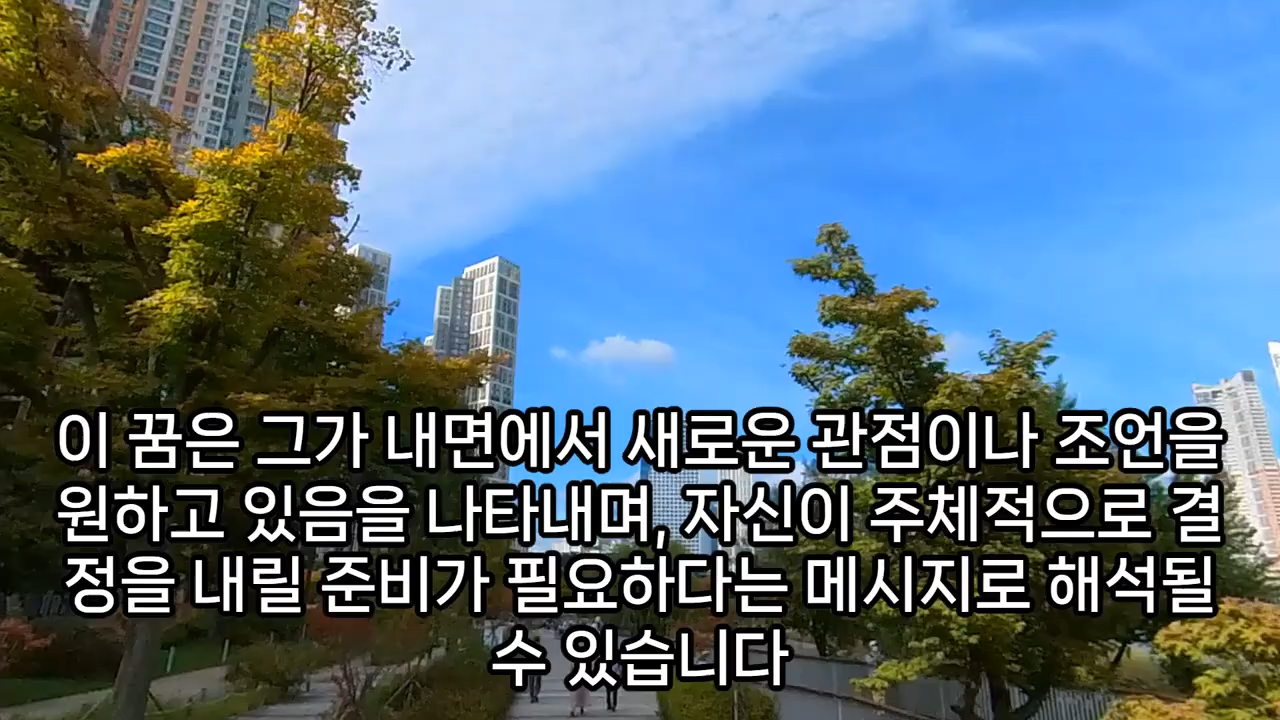 이 꿈은 그가 내면에서 새로운 관점이나 조언을
원하고 있음을 나타내며, 자신이 주체적으로 결
정을 내릴 준비가 필요하다는 메시지로 해석될
수 있습니다